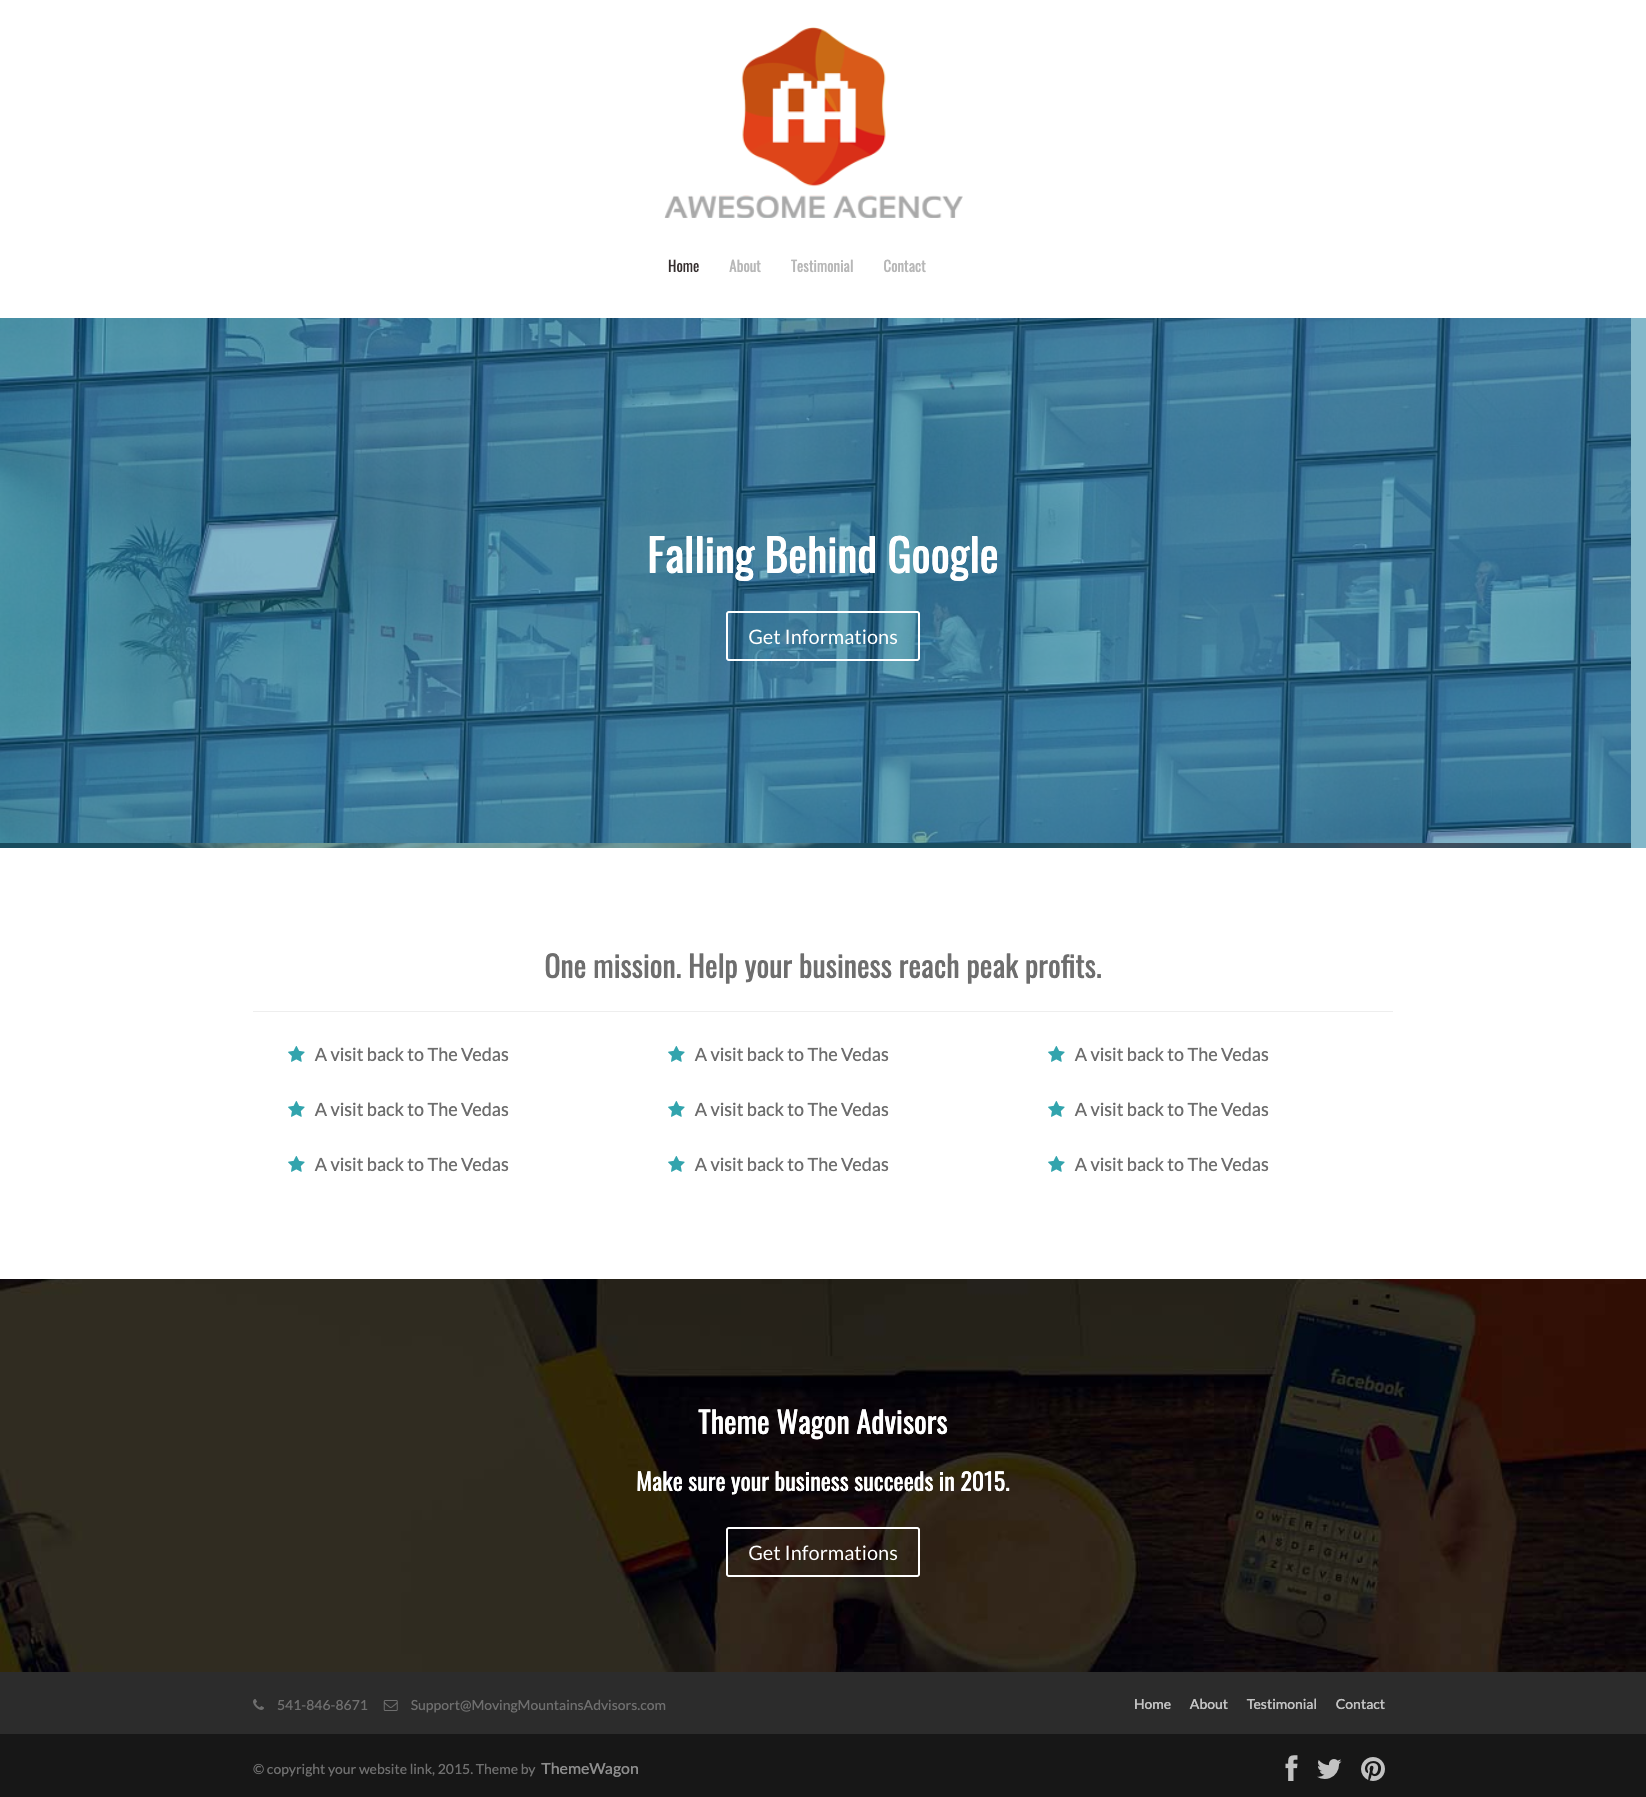 AWESOME AGENCY
Home About Testimonial Contact
Falling Behind Google
Get Informations
One mission. Help your business reach peak profits.
A visit back to The Vedas A visit back to The Vedas A visit back to The Vedas
A visit back to The Vedas A visit back to The Vedas A visit back to The Vedas
A visit back to The Vedas A visit back to The Vedas A visit back to The Vedas
facebook
Theme Wagon Advisors
Make sure your business succeeds in 2015.
Get Informations
541-846-8671 Support@MovingMountainsAdvisors.com Home About Testimonial Contact
© copyright your website link, 2015. Theme by ThemeWagon